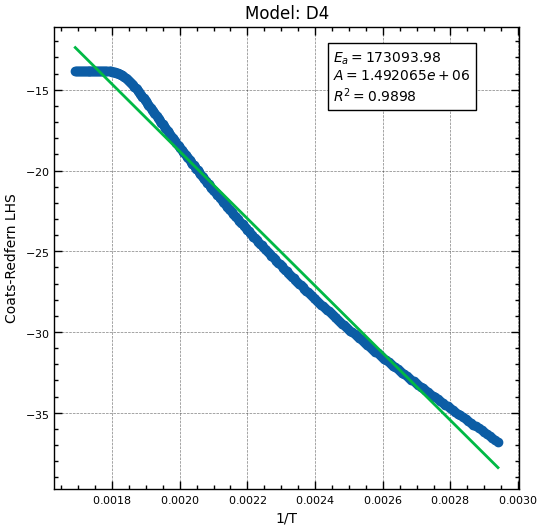 Model: D4
E_a = 173093.98
A = 1.492065e + 06
R^2 = 0.9898
−15
−20
−25
−30
−35
Coats-Redfern LHS
0.0018 0.0020 0.0022 0.0024 0.0026 0.0028 0.0030
1/T